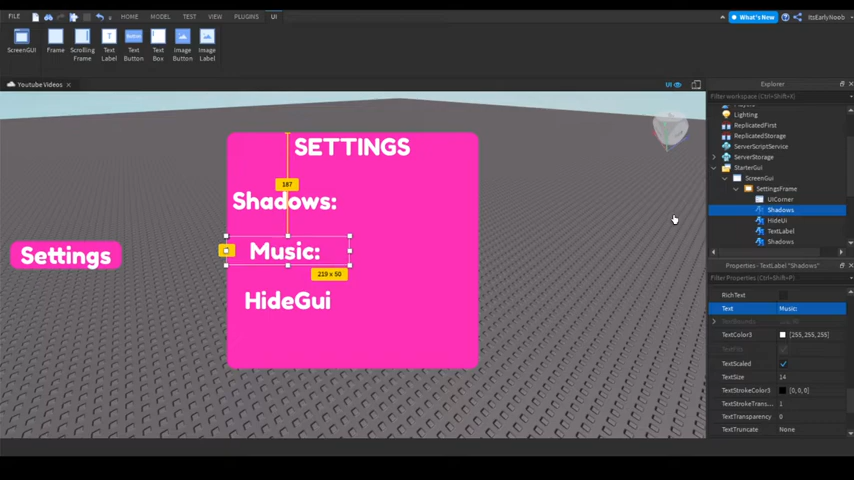 FILE HOME MODEL TEST VIEW PLUGINS UI What's New ItsEarlyNoob
ScreenGUI Frame Scrolling Frame Text Label Text Button Text Box Image Button Image Label
Button
Youtube Videos × UI
Explorer
Filter workspace (Ctrl+Shift+X)
Lighting
ReplicatedFirst
ReplicatedStorage
ServerScriptService
ServerStorage
StarterGui
ScreenGui
SettingsFrame
UICorner
Shadows
HideUi
TextLabel
Shadows
Properties - TextLabel "Shadows"
Filter Properties (Ctrl+Shift+P)
RichText
Text Music:
TextColor3 [255,255,255]
TextScaled
TextSize 14
TextStrokeColor3 [0,0,0]
TextStrokeTrans... 1
TextTransparency 0
TextTruncate None
SETTINGS
187
Shadows:
Settings
Music:
219 x 50
HideGui